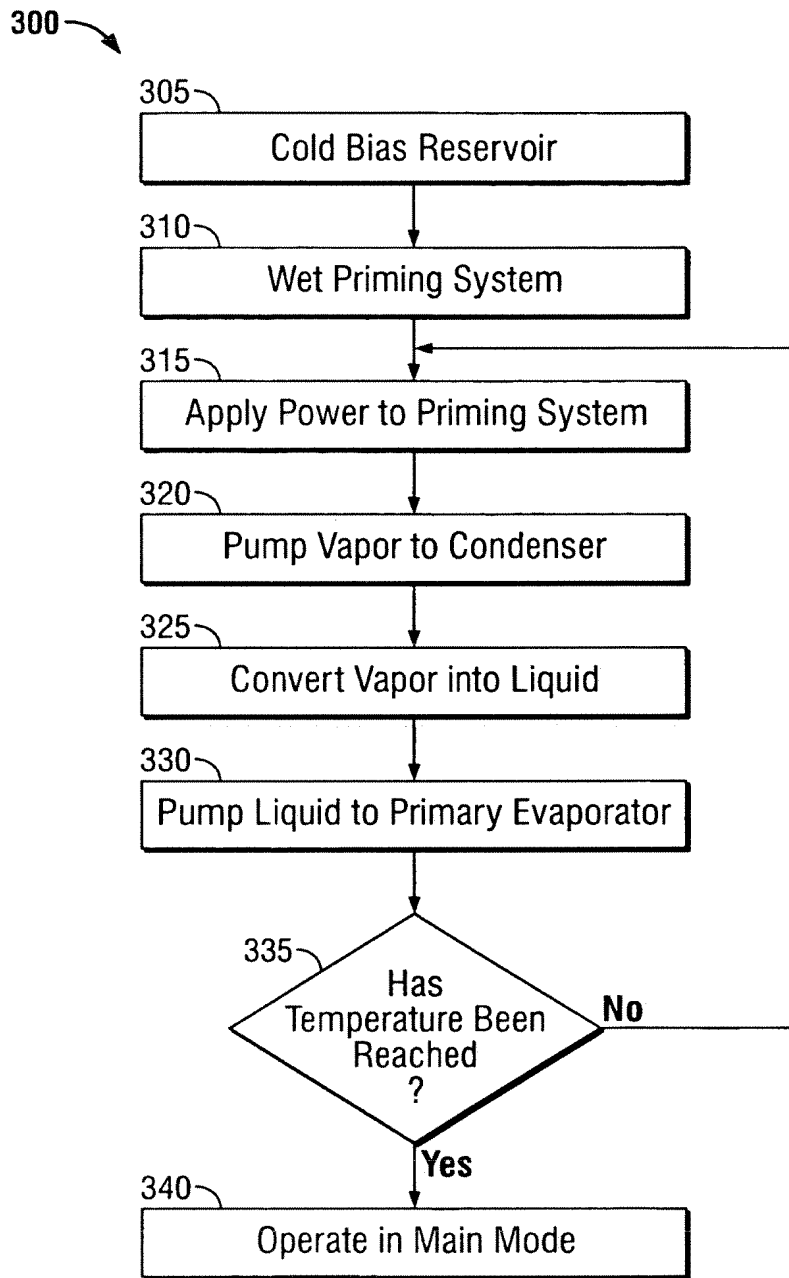 300
305
Cold Bias Reservoir
310
Wet Priming System
315
Apply Power to Priming System
320
Pump Vapor to Condenser
325
Convert Vapor into Liquid
330
Pump Liquid to Primary Evaporator
335
Has
Temperature Been
Reached
?
No
Yes
340
Operate in Main Mode